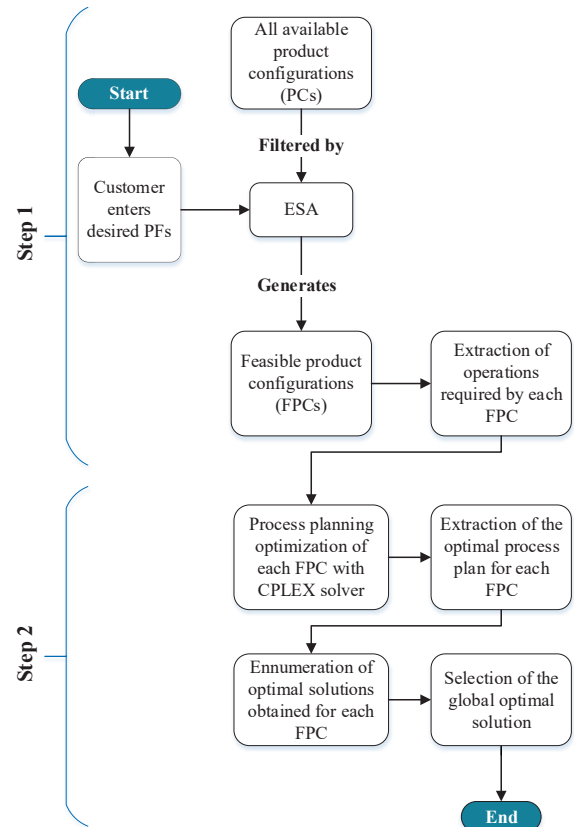 Step 1
Start
All available
product
configurations
(PCs)
Filtered by
Customer
enters
desired PFs
ESA
Generates
Feasible product
configurations
(FPCs)
Extraction of
operations
required by each
FPC
Step 2
Process planning
optimization of
each FPC with
CPLEX solver
Extraction of the
optimal process
plan for each
FPC
Ennumeration of
optimal solutions
obtained for each
FPC
Selection of the
global optimal
solution
End